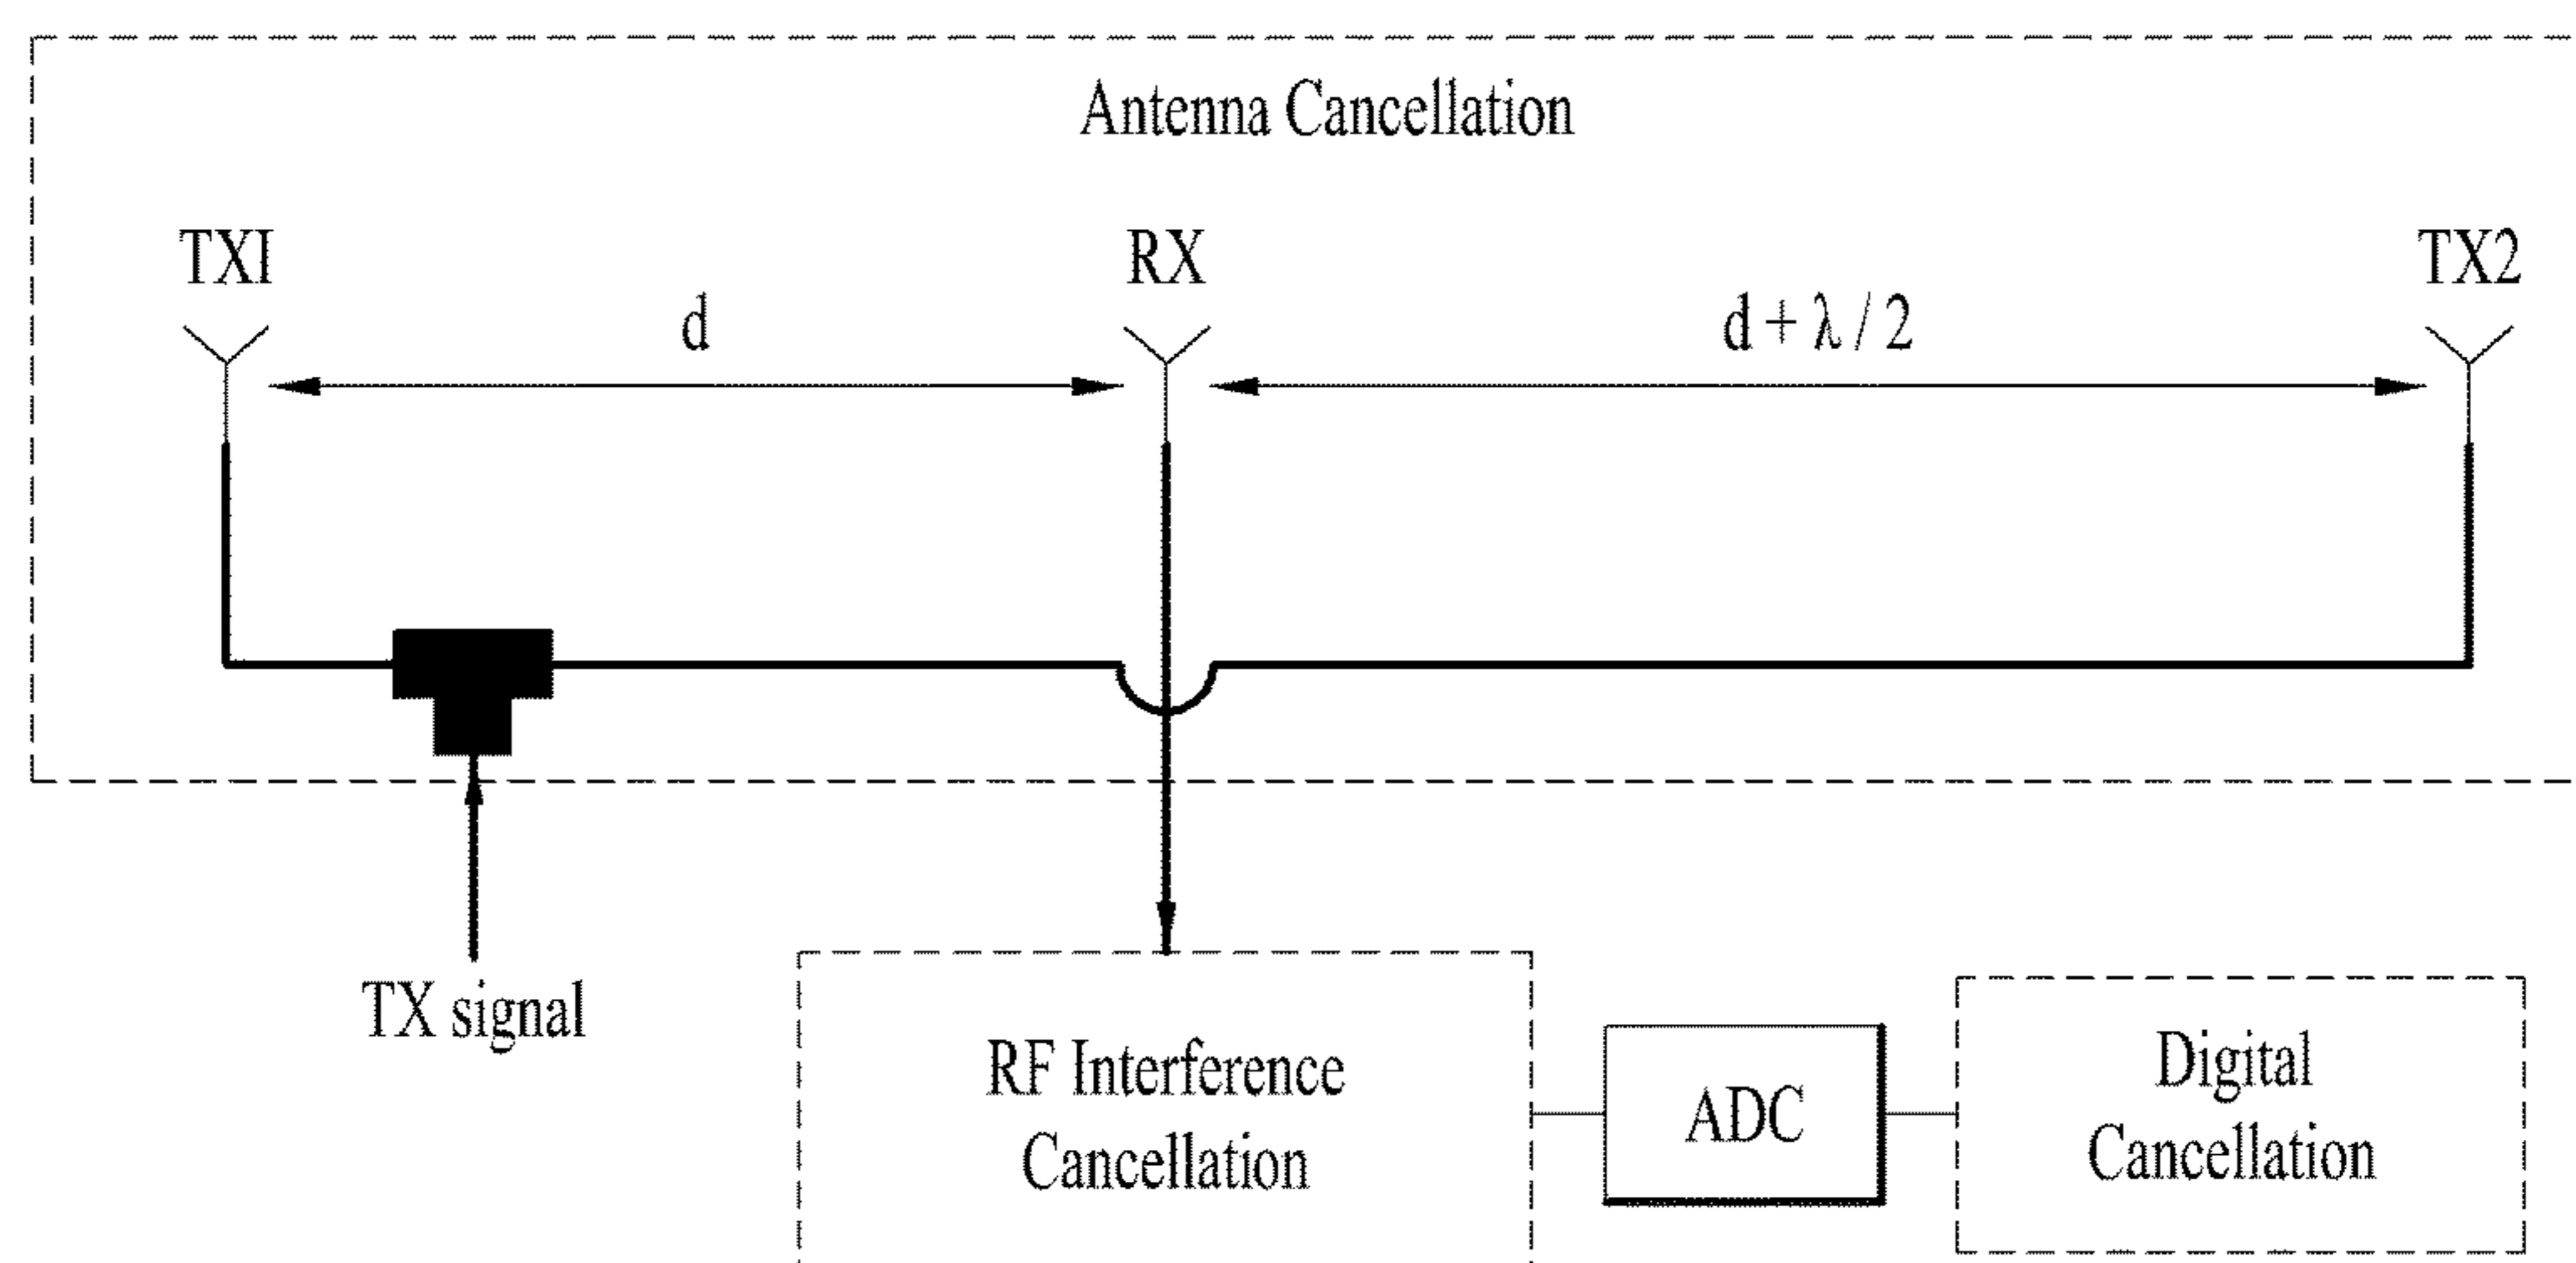 Antenna Cancellation
TXI
RX
TX2
d
d + λ / 2
TX signal
RF Interference
Cancellation
ADC
Digital
Cancellation